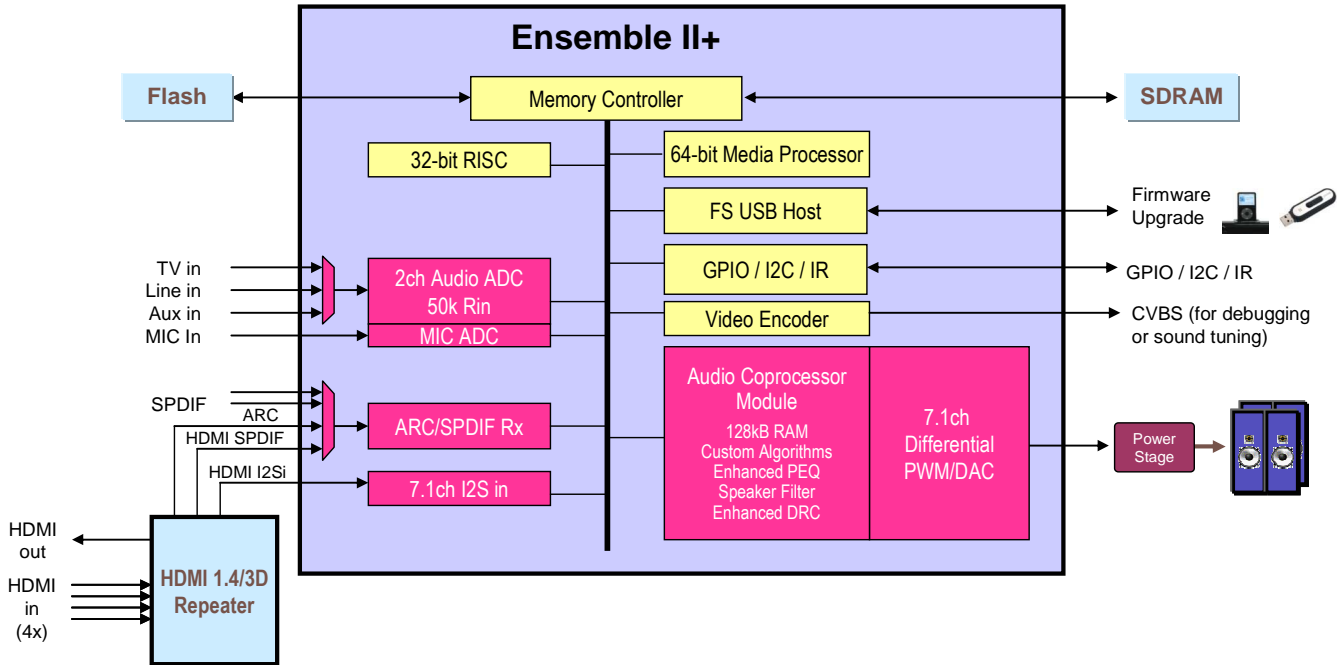 Ensemble II+
Flash
Memory Controller
SDRAM
32-bit RISC
64-bit Media Processor
FS USB Host
Firmware
Upgrade
GPIO / I2C / IR
GPIO / I2C / IR
Video Encoder
CVBS (for debugging
or sound tuning)
TV in
Line in
Aux in
MIC In
2ch Audio ADC
50k Rin
MIC ADC
SPDIF
ARC
HDMI SPDIF
HDMI I2Si
ARC/SPDIF Rx
7.1ch I2S in
Audio Coprocessor
Module
128kB RAM
Custom Algorithms
Enhanced PEQ
Speaker Filter
Enhanced DRC
7.1ch
Differential
PWM/DAC
Power
Stage
HDMI
out
HDMI
in
(4x)
HDMI 1.4/3D
Repeater